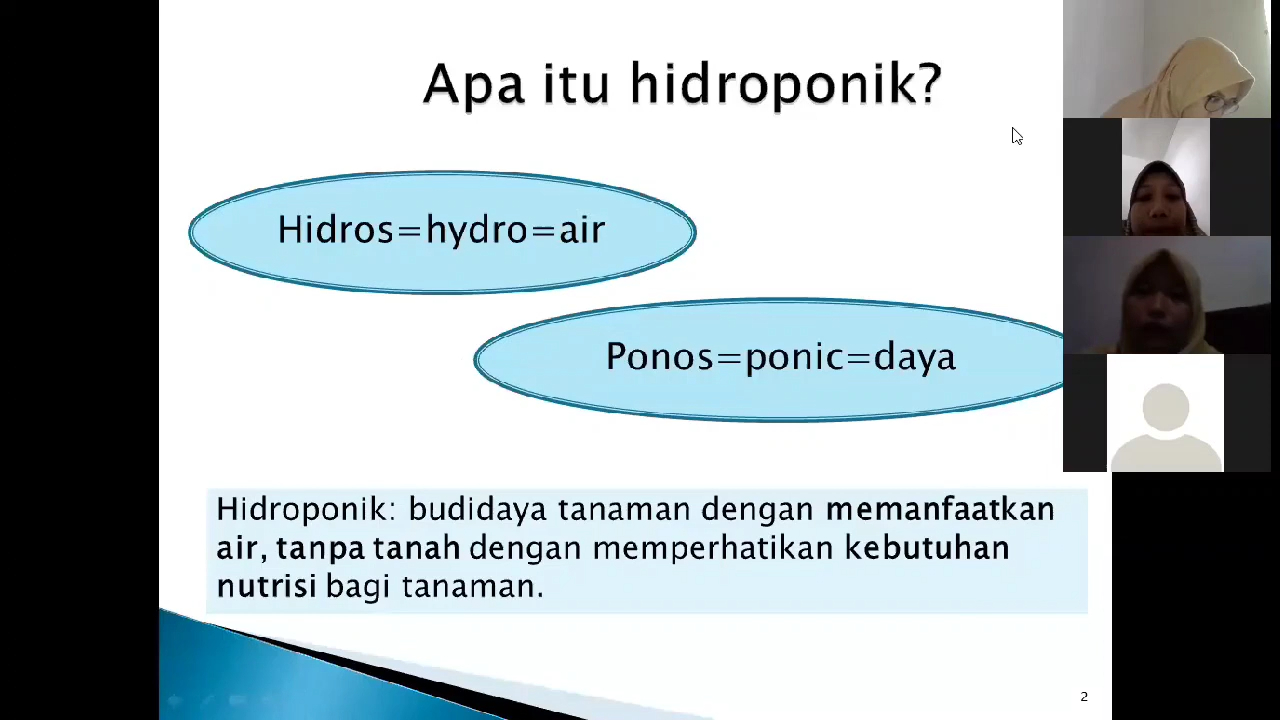 Apa itu hidroponik?
Hidros=hydro=air
Ponos=ponic=daya
Hidroponik: budidaya tanaman dengan memanfaatkan
air, tanpa tanah dengan memperhatikan kebutuhan
nutrisi bagi tanaman.
2